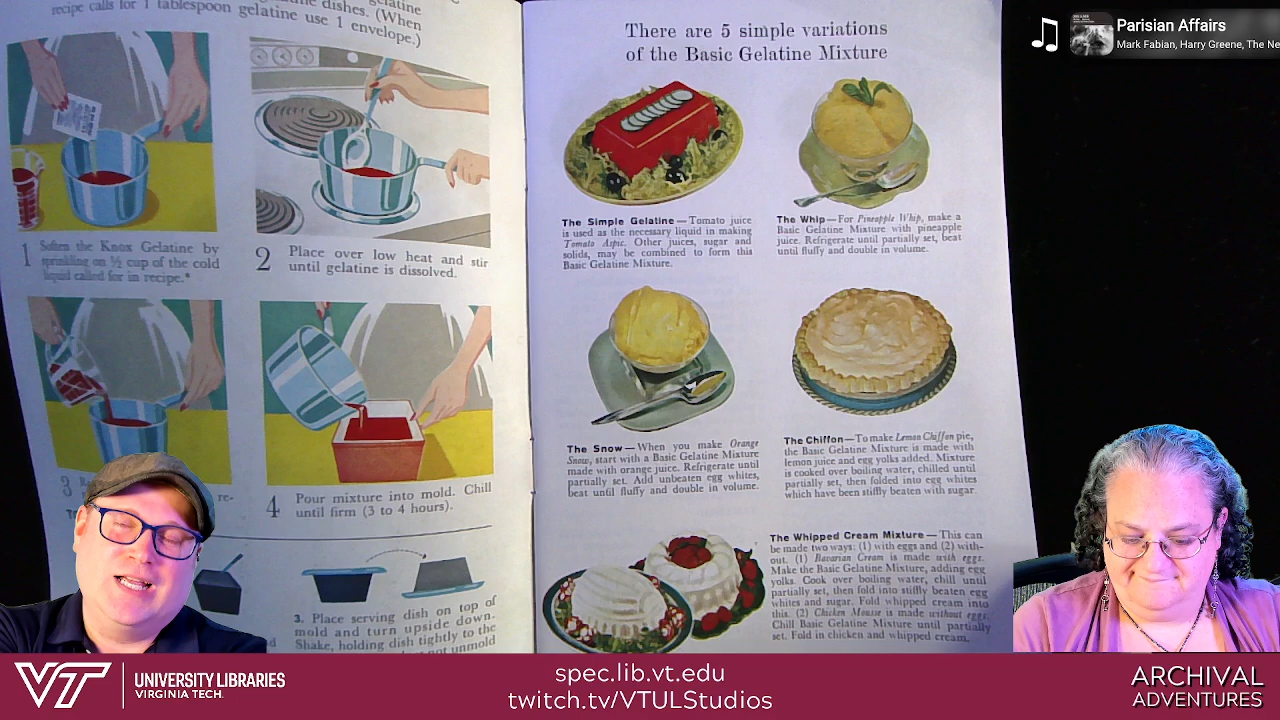 recipe calls for 1 tablespoon gelatine use 1 envelope.)
dishes. (When
gelatine
1 Soften the Knox Gelatine by
sprinkling on ½ cup of the cold
liquid called for in recipe.*
2 Place over low heat and stir
until gelatine is dissolved.
3
re-
4 Pour mixture into mold. Chill
until firm (3 to 4 hours).
3. Place serving dish on top of
mold and turn upside down.
Shake, holding dish tightly to the
not unmold
There are 5 simple variations
of the Basic Gelatine Mixture
The Simple Gelatine—Tomato juice
is used as the necessary liquid in making
Tomato Aspic. Other juices, sugar and
solids, may be combined to form this
Basic Gelatine Mixture.
The Whip—For Pineapple Whip, make a
Basic Gelatine Mixture with pineapple
juice. Refrigerate until partially set, beat
until fluffy and double in volume.
The Snow—When you make Orange
Snow, start with a Basic Gelatine Mixture
made with orange juice. Refrigerate until
partially set. Add unbeaten egg whites,
beat until fluffy and double in volume.
The Chiffon—To make Lemon Chiffon pie,
the Basic Gelatine Mixture is made with
lemon juice and egg yolks added. Mixture
is cooked over boiling water, chilled until
partially set, then folded into egg whites
which have been stiffly beaten with sugar.
The Whipped Cream Mixture—This can
be made two ways: (1) with eggs and (2) with-
out. (1) Bavarian Cream is made with eggs.
Make the Basic Gelatine Mixture, adding egg
yolks. Cook over boiling water, chill until
partially set, then fold into stiffly beaten egg
whites and sugar. Fold whipped cream into
this. (2) Chicken Mousse is made without eggs.
Chill Basic Gelatine Mixture until partially
set. Fold in chicken and whipped cream.
Parisian Affairs
Mark Fabian, Harry Greene, The Ne
VT
UNIVERSITY LIBRARIES
VIRGINIA TECH
spec.lib.vt.edu
twitch.tv/VTULStudios
ARCHIVAL
ADVENTURES